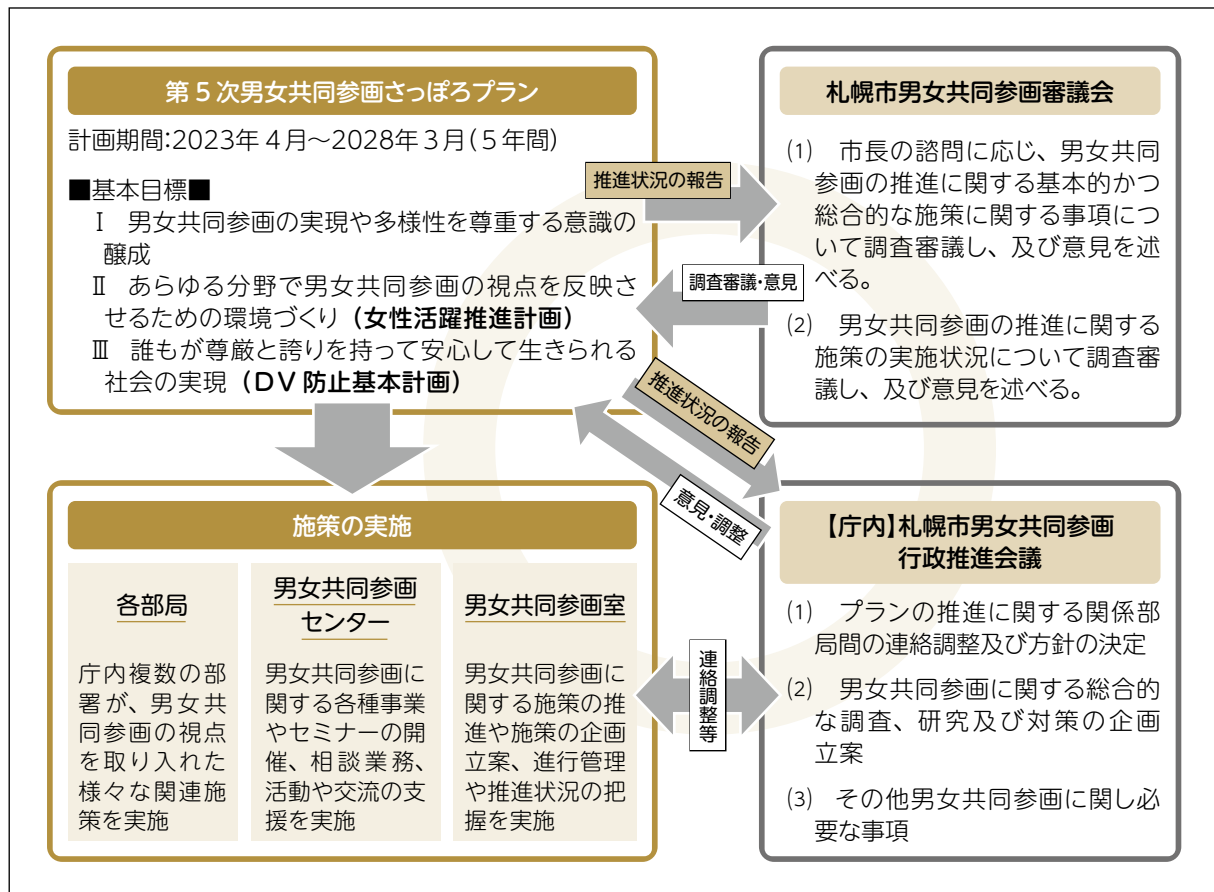 第5次男女共同参画さっぽろプラン
計画期間:2023年4月～2028年3月(5年間)
■基本目標■
Ⅰ 男女共同参画の実現や多様性を尊重する意識の
醸成
Ⅱ あらゆる分野で男女共同参画の視点を反映さ
せるための環境づくり(女性活躍推進計画)
Ⅲ 誰もが尊厳と誇りを持って安心して生きられる
社会の実現(DV防止基本計画)
推進状況の報告
調査審議・意見
札幌市男女共同参画審議会
(1) 市長の諮問に応じ、男女共同
参画の推進に関する基本的かつ
総合的な施策に関する事項につ
いて調査審議し、及び意見を述
べる。
(2) 男女共同参画の推進に関する
施策の実施状況について調査審
議し、及び意見を述べる。
推進状況の報告
意見・調整
施策の実施
各部局
庁内複数の部
署が、男女共
同参画の視点
を取り入れた
様々な関連施
策を実施
男女共同参画
センター
男女共同参画に
関する各種事業
やセミナーの開
催、相談業務、
活動や交流の支
援を実施
男女共同参画室
男女共同参画に
関する施策の推
進や施策の企画
立案、進行管理
や推進状況の把
握を実施
連絡調整等
【庁内】札幌市男女共同参画
行政推進会議
(1) プランの推進に関する関係部
局間の連絡調整及び方針の決定
(2) 男女共同参画に関する総合的
な調査、研究及び対策の企画
立案
(3) その他男女共同参画に関し必
要な事項